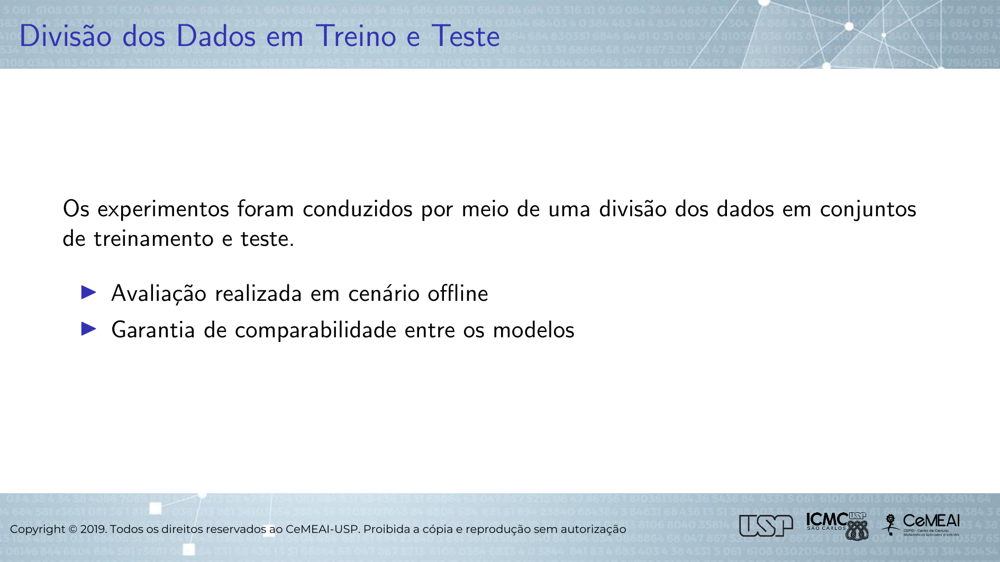 Divisão dos Dados em Treino e Teste
Os experimentos foram conduzidos por meio de uma divisão dos dados em conjuntos
de treinamento e teste.
Avaliação realizada em cenário offline
Garantia de comparabilidade entre os modelos
Copyright © 2019. Todos os direitos reservados ao CeMEAI-USP. Proibida a cópia e reprodução sem autorização
USP
ICMC USP
SÃO CARLOS
CeMEAI
CEPID - Centro de Ciências
Matemáticas Aplicadas à Indústria